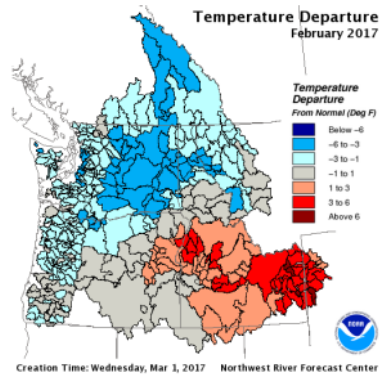 Temperature Departure
February 2017
Temperature
Departure
From Normal (Deg F)
Below -6
-6 to -3
-3 to -1
-1 to 1
1 to 3
3 to 6
Above 6
NOAA
Creation Time: Wednesday, Mar 1, 2017 Northwest River Forecast Center